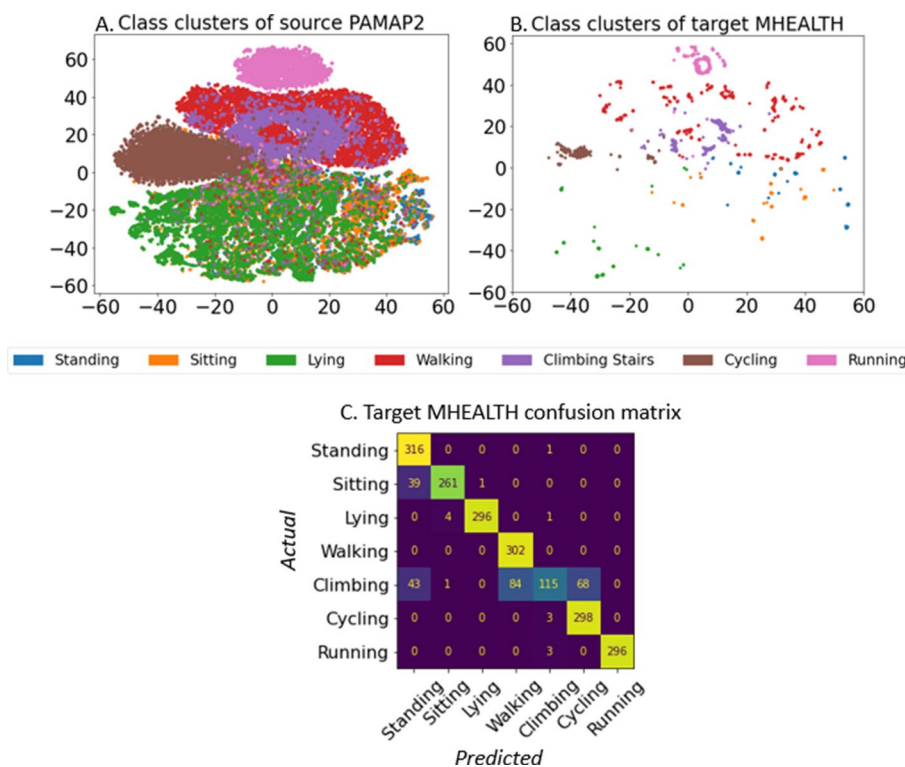 A. Class clusters of source PAMAP2
B. Class clusters of target MHEALTH
60
40
20
0
−20
−40
−60
−60 −40 −20 0 20 40 60
60
40
20
0
−20
−40
−60
−60 −40 −20 0 20 40 60
Standing Sitting Lying Walking Climbing Stairs Cycling Running
C. Target MHEALTH confusion matrix
Actual
Standing 316 0 0 0 1 0 0
Sitting 39 261 1 0 0 0 0
Lying 0 4 296 0 1 0 0
Walking 0 0 0 302 0 0 0
Climbing 43 1 0 84 115 68 0
Cycling 0 0 0 0 3 298 0
Running 0 0 0 0 3 0 296
Standing Sitting Lying Walking Climbing Cycling Running
Predicted